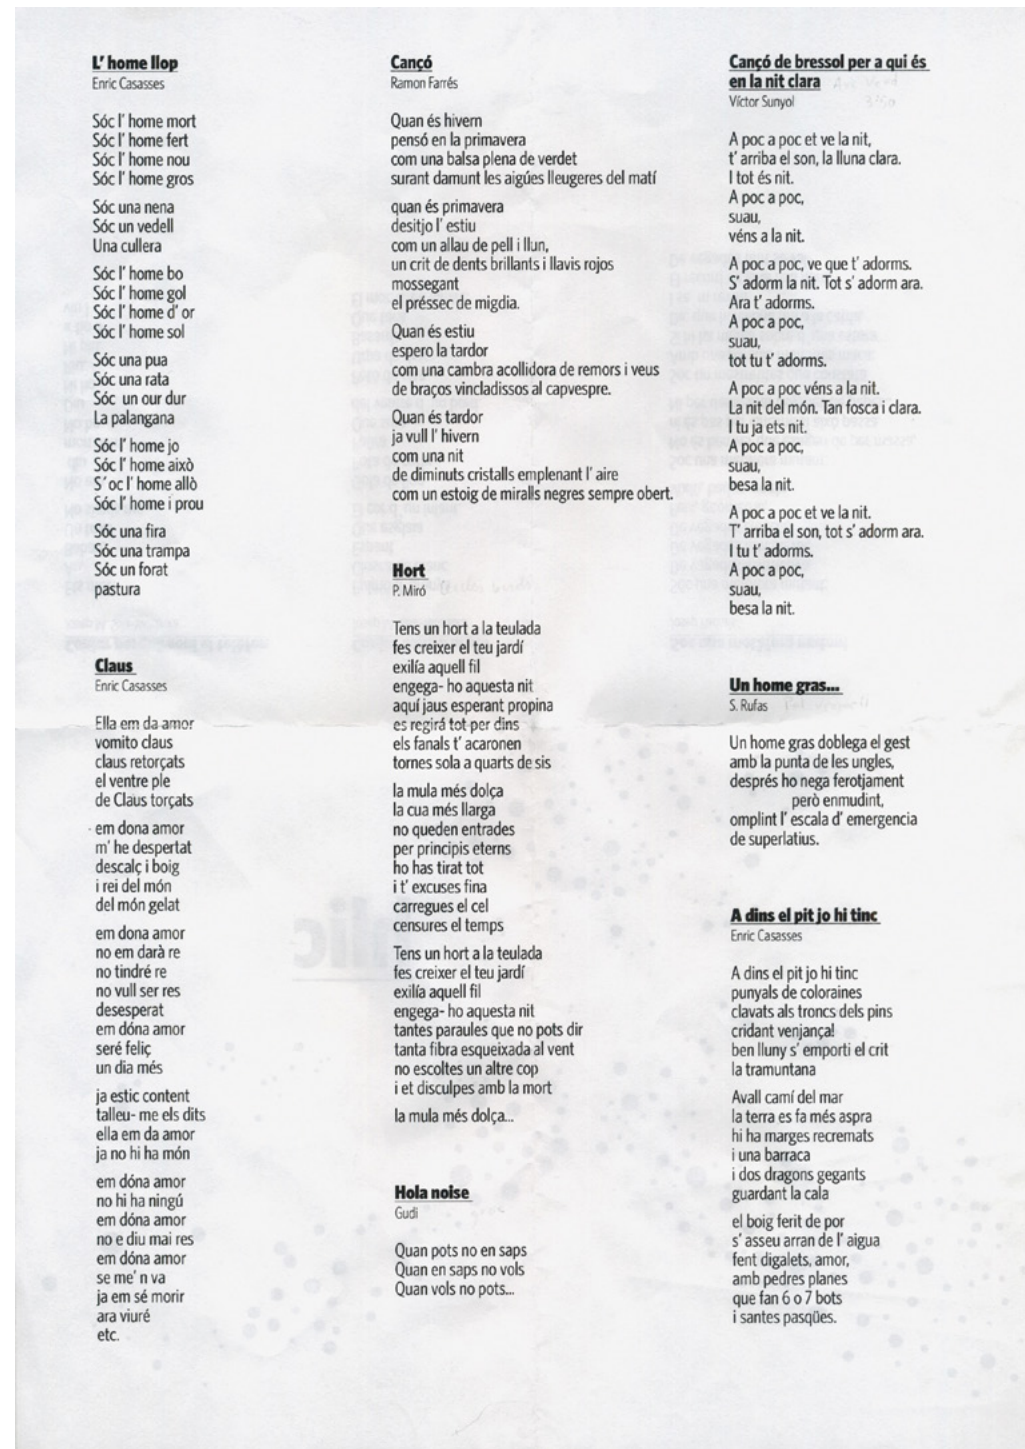 L' home llop
Enric Casasses
Sóc l' home mort
Sóc l' home fert
Sóc l' home nou
Sóc l' home gros
Sóc una nena
Sóc un vedell
Una cullera
Sóc l' home bo
Sóc l' home gol
Sóc l' home d' or
Sóc l' home sol
Sóc una pua
Sóc una rata
Sóc un our dur
La palangana
Sóc l' home jo
Sóc l' home això
S'oc l' home allò
Sóc l' home i prou
Sóc una fira
Sóc una trampa
Sóc un forat
pastura
Claus
Enric Casasses
Ella em da amor
vomito claus
claus retorçats
el ventre ple
de Claus torçats
em dona amor
m' he despertat
descalç i boig
i rei del món
del món gelat
em dona amor
no em darà re
no tindré re
no vull ser res
desesperat
em dóna amor
seré feliç
un dia més
ja estic content
talleu- me els dits
ella em da amor
ja no hi ha món
em dóna amor
no hi ha ningú
em dóna amor
no e diu mai res
em dóna amor
se me' n va
ja em sé morir
ara viuré
etc.
Cançó
Ramon Farrés
Quan és hivern
pensó en la primavera
com una balsa plena de verdet
surant damunt les aigúes lleugeres del matí
quan és primavera
desitjo l' estiu
com un allau de pell i llun,
un crit de dents brillants i llavis rojos
mossegant
el préssec de migdia.
Quan és estiu
espero la tardor
com una cambra acollidora de remors i veus
de braços vincladissos al capvespre.
Quan és tardor
ja vull l' hivern
com una nit
de diminuts cristalls emplenant l' aire
com un estoig de miralls negres sempre obert.
Hort
P. Miró
Tens un hort a la teulada
fes creixer el teu jardí
exilía aquell fil
engega- ho aquesta nit
aquí jaus esperant propina
es regirá tot per dins
els fanals t' acaronen
tornes sola a quarts de sis
la mula més dolça
la cua més llarga
no queden entrades
per principis eterns
ho has tirat tot
i t' excuses fina
carregues el cel
censures el temps
Tens un hort a la teulada
fes creixer el teu jardí
exilía aquell fil
engega- ho aquesta nit
tantes paraules que no pots dir
tanta fibra esqueixada al vent
no escoltes un altre cop
i et disculpes amb la mort
la mula més dolça...
Hola noise
Gudi
Quan pots no en saps
Quan en saps no vols
Quan vols no pots...
Cançó de bressol per a qui és
en la nit clara
Víctor Sunyol
A poc a poc et ve la nit,
t' arriba el son, la lluna clara.
I tot és nit.
A poc a poc,
suau,
véns a la nit.
A poc a poc, ve que t' adorms.
S' adorm la nit. Tot s' adorm ara.
Ara t' adorms.
A poc a poc,
suau,
tot tu t' adorms.
A poc a poc véns a la nit.
La nit del món. Tan fosca i clara.
I tu ja ets nit.
A poc a poc,
suau,
besa la nit.
A poc a poc et ve la nit.
T' arriba el son, tot s' adorm ara.
I tu t' adorms.
A poc a poc,
suau,
besa la nit.
Un home gras...
S. Rufas
Un home gras doblega el gest
amb la punta de les ungles,
després ho nega ferotjament
però enmudint,
omplint l' escala d' emergencia
de superlatius.
A dins el pit jo hi tinc
Enric Casasses
A dins el pit jo hi tinc
punyals de coloraines
clavats als troncs dels pins
cridant venjança!
ben lluny s' emporti el crit
la tramuntana
Avall camí del mar
la terra es fa més aspra
hi ha marges recremats
i una barraca
i dos dragons gegants
guardant la cala
el boig ferit de por
s' asseu arran de l' aigua
fent digalets, amor,
amb pedres planes
que fan 6 o 7 bots
i santes pasqües.